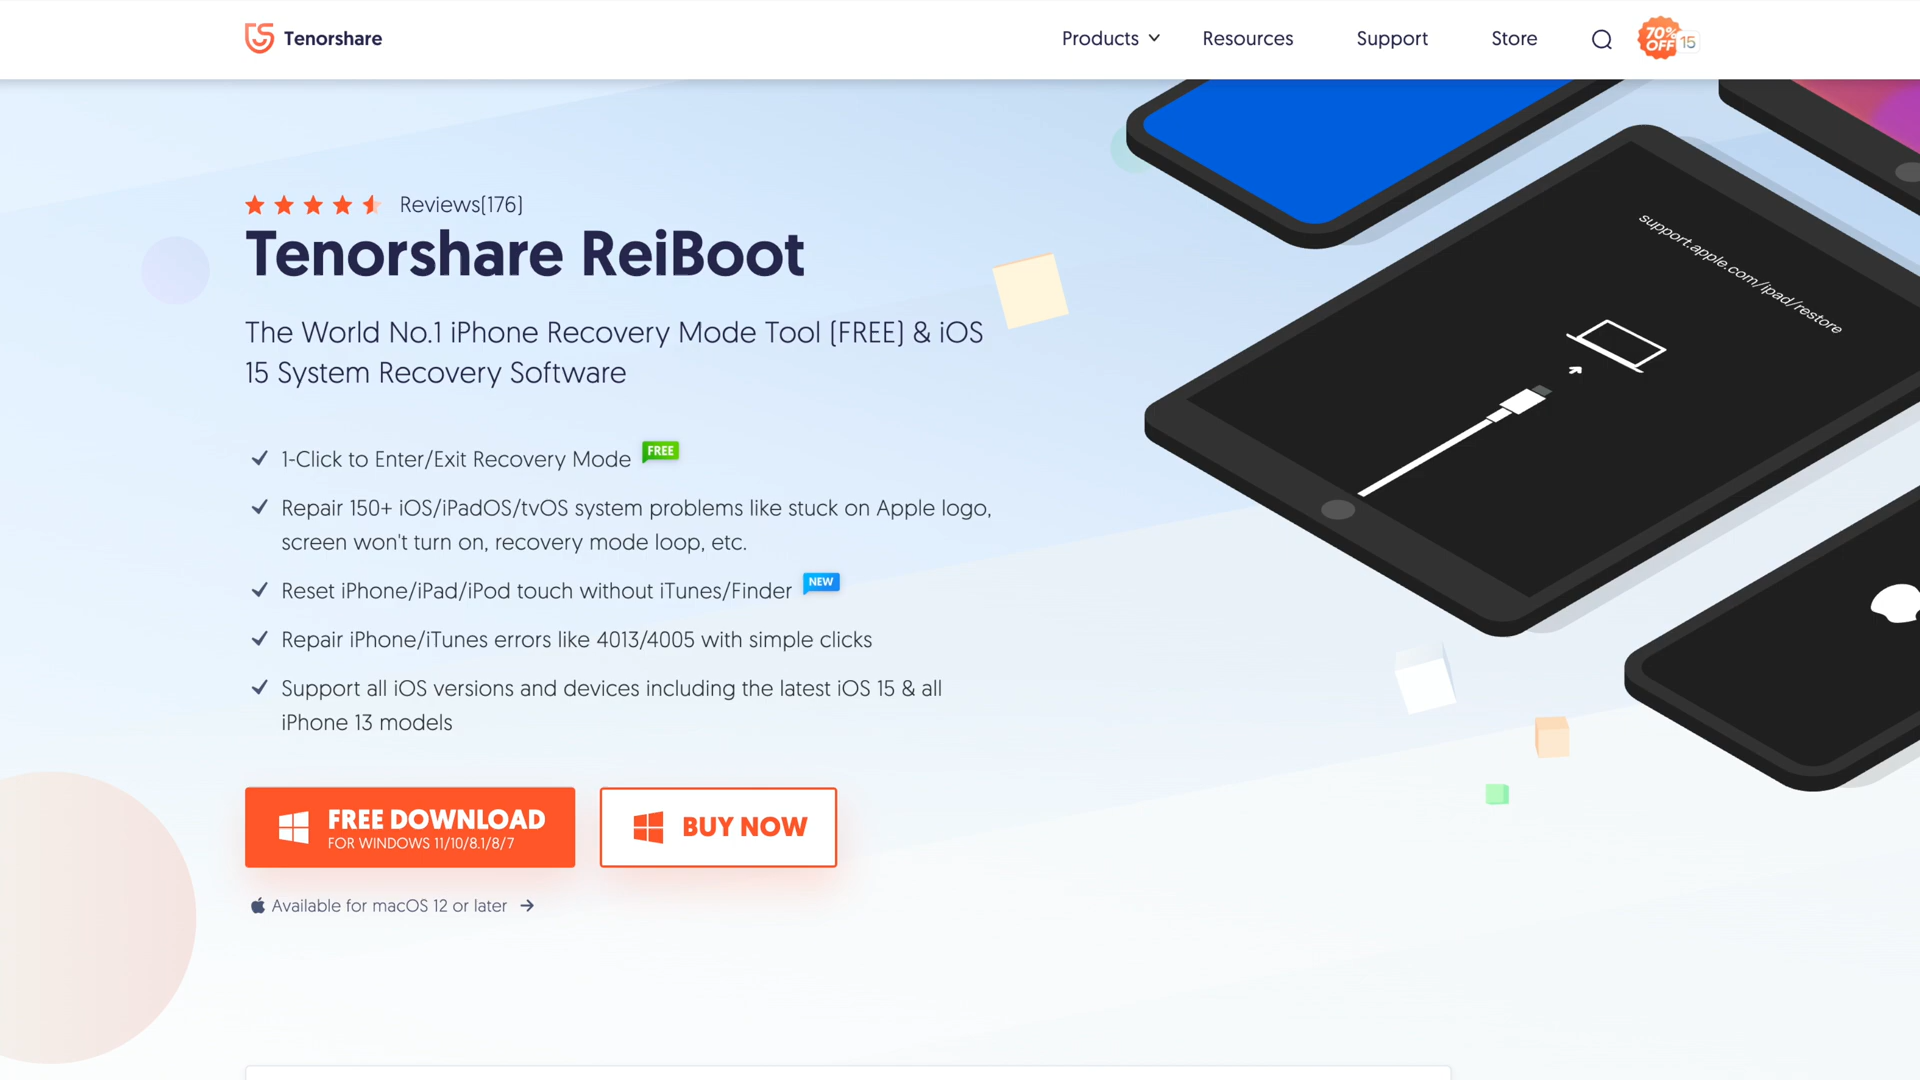 Tenorshare
Products
Resources
Support
Store
70%
OFF
15
Reviews(176)
Tenorshare ReiBoot
The World No.1 iPhone Recovery Mode Tool (FREE) & iOS
15 System Recovery Software
1-Click to Enter/Exit Recovery Mode FREE
Repair 150+ iOS/iPadOS/tvOS system problems like stuck on Apple logo,
screen won't turn on, recovery mode loop, etc.
Reset iPhone/iPad/iPod touch without iTunes/Finder NEW
Repair iPhone/iTunes errors like 4013/4005 with simple clicks
Support all iOS versions and devices including the latest iOS 15 & all
iPhone 13 models
FREE DOWNLOAD
FOR WINDOWS 11/10/8.1/8/7
BUY NOW
Available for macOS 12 or later
support.apple.com/ipad/restore